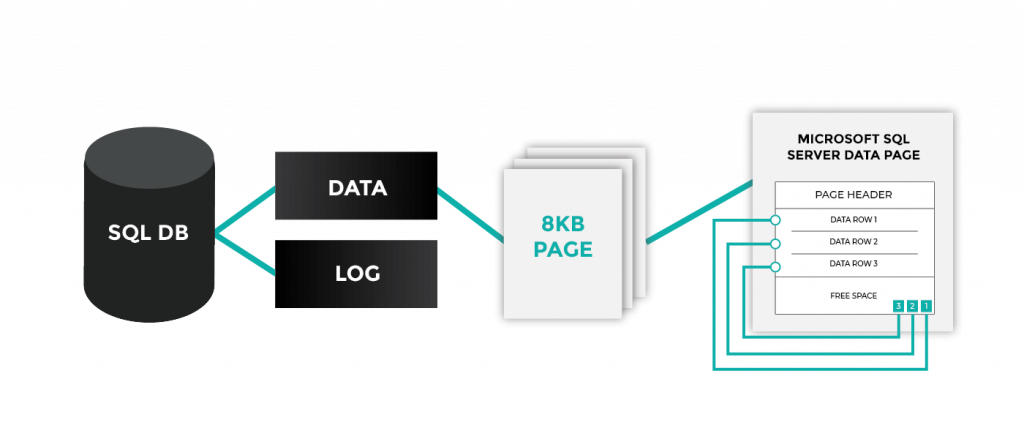 SQL DB
DATA
LOG
8KB
PAGE
MICROSOFT SQL
SERVER DATA PAGE
PAGE HEADER
DATA ROW 1
DATA ROW 2
DATA ROW 3
FREE SPACE
3 2 1